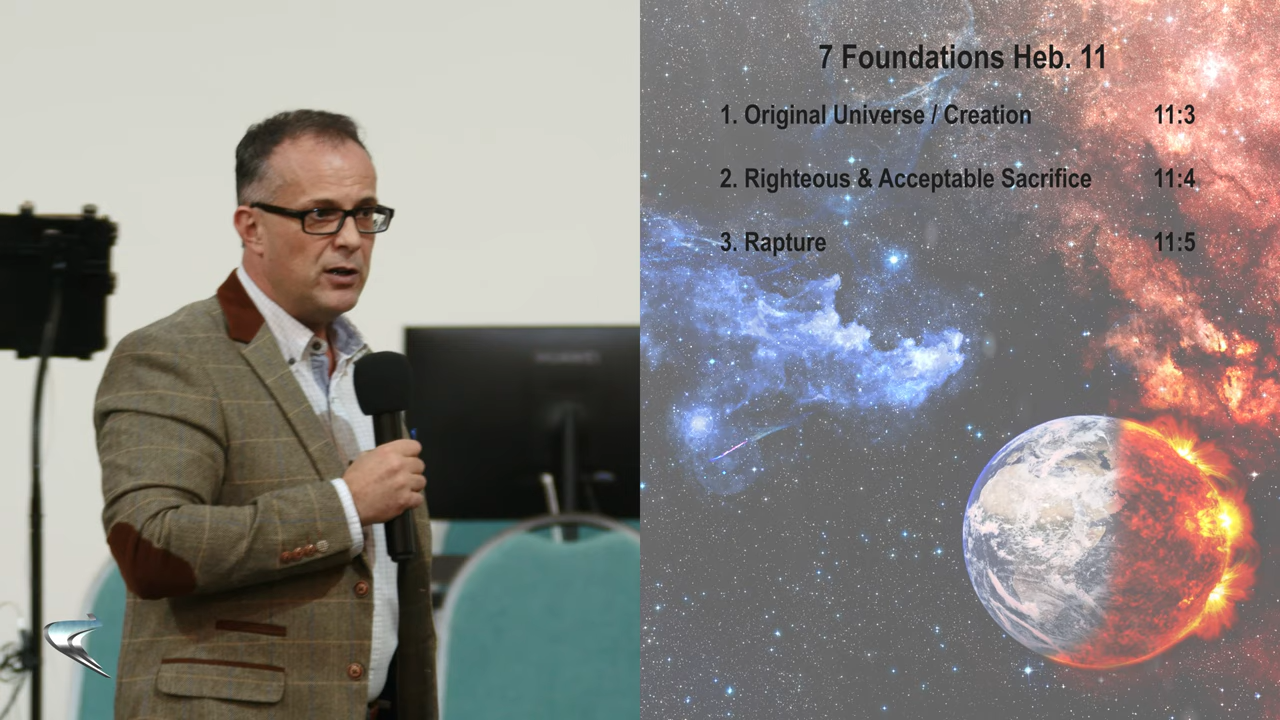 7 Foundations Heb. 11
1. Original Universe / Creation 11:3
2. Righteous & Acceptable Sacrifice 11:4
3. Rapture 11:5